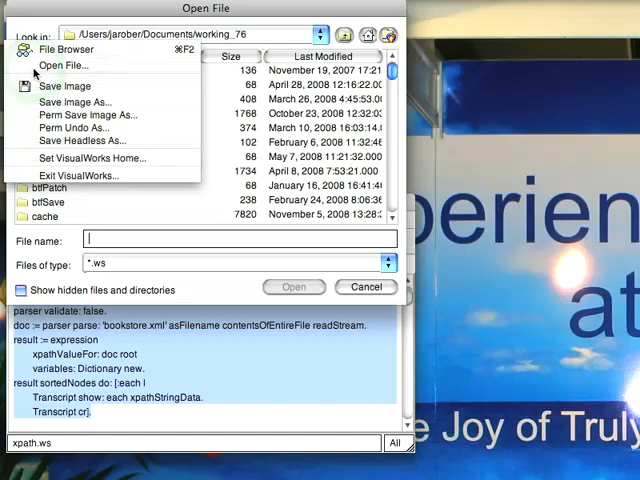 Open File
Look in: /Users/jarober/Documents/working_76
File Browser ⌘F2
Open File...
Save Image
Save Image As...
Perm Save Image As...
Perm Undo As...
Save Headless As...
Set VisualWorks Home...
Exit VisualWorks...
Size Last Modified
136 November 19, 2007 17:21
68 April 28, 2008 12:16:22.0
408 March 26, 2008 4:45:53.0
1768 October 23, 2008 12:32:03
374 March 10, 2008 16:03:14.0
102 February 6, 2008 11:45:32
68 May 7, 2008 11:21:32.000
1734 April 8, 2008 7:53:21.000
btfPatch 68 January 16, 2008 16:41:4
btfSave 238 February 24, 2008 8:06:36
cache 7820 November 5, 2008 13:28:
File name:
Files of type: *.ws
Show hidden files and directories
Open Cancel
parser validate: false.
doc := parser parse: 'bookstore.xml' asFilename contentsOfEntireFile readStream.
result := expression
xpathValueFor: doc root
variables: Dictionary new.
result sortedNodes do: [:each |
Transcript show: each xpathStringData.
Transcript cr].
xpath.ws All
perien
at
e Joy of Truly